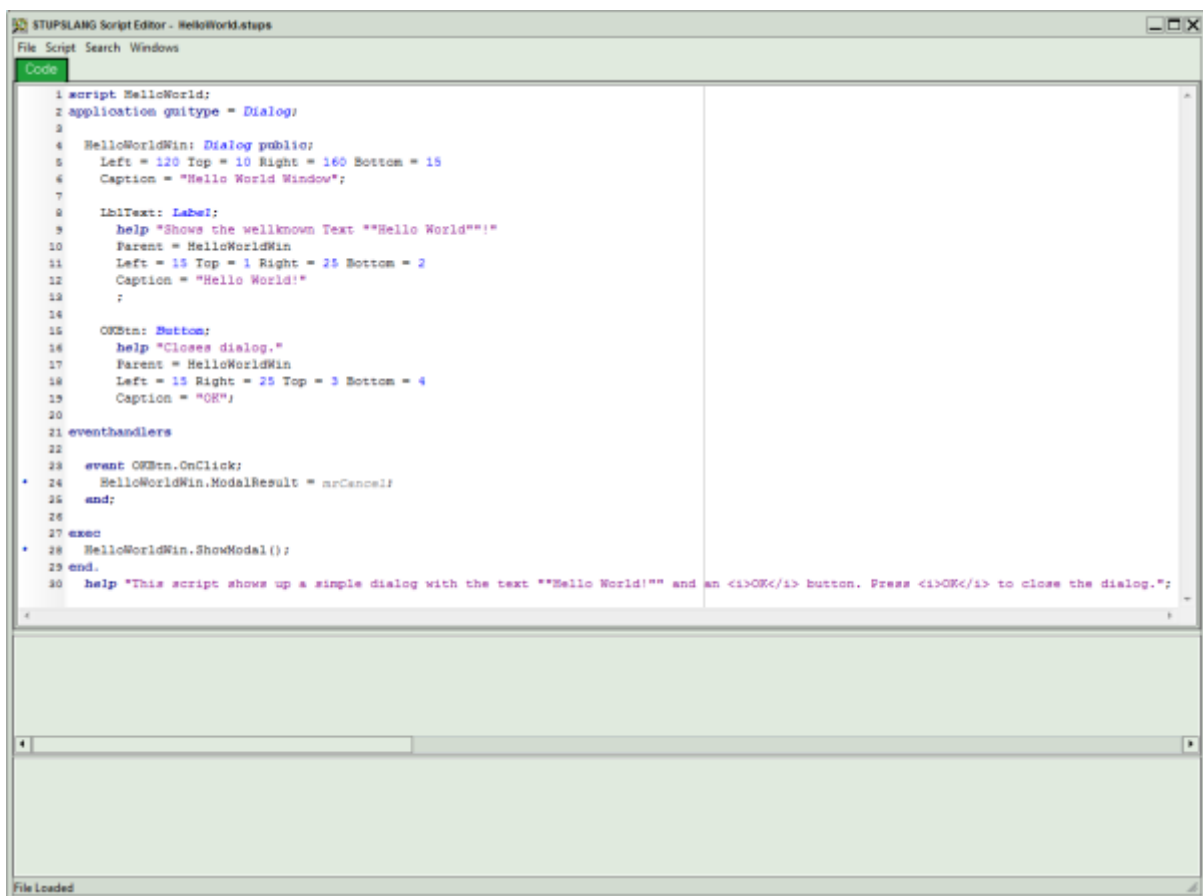 STUPSLANG Script Editor - HelloWorld.stups
File Script Search Windows
Code
1 script HelloWorld;
2 application guitype = Dialog;
3
4 HelloWorldWin: Dialog public;
5 Left = 120 Top = 10 Right = 160 Bottom = 15
6 Caption = "Hello World Window";
7
8 LblText: Label;
9 help "Shows the wellknown Text ""Hello World""!"
10 Parent = HelloWorldWin
11 Left = 15 Top = 1 Right = 25 Bottom = 2
12 Caption = "Hello World!"
13 ;
14
15 OKBtn: Button;
16 help "Closes dialog."
17 Parent = HelloWorldWin
18 Left = 15 Right = 25 Top = 3 Bottom = 4
19 Caption = "OK";
20
21 eventhandlers
22
23 event OKBtn.OnClick;
24 HelloWorldWin.ModalResult = mrCancel;
25 end;
26
27 exec
28 HelloWorldWin.ShowModal();
29 end.
30 help "This script shows up a simple dialog with the text ""Hello World!"" and an <i>OK</i> button. Press <i>OK</i> to close the dialog.";
File Loaded